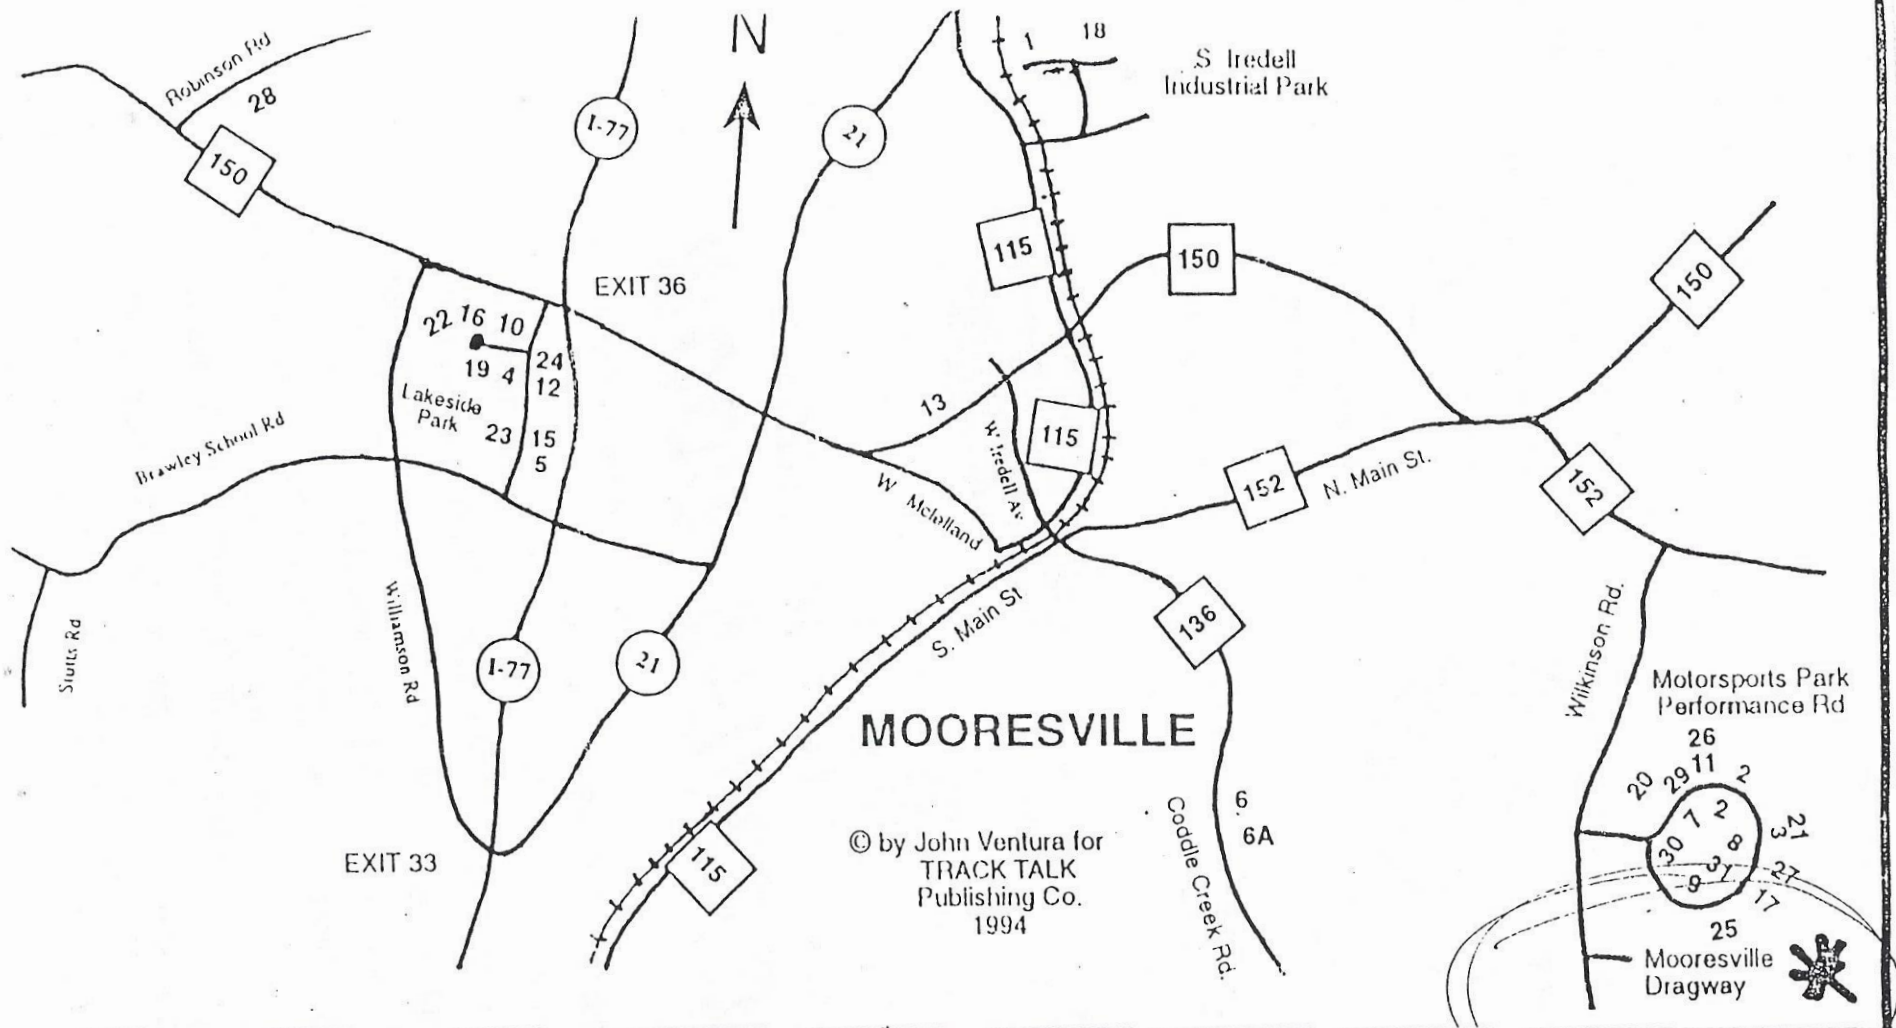 N
1
18
S Iredell
Industrial Park
Robinson Rd
28
I-77
21
150
115
150
150
EXIT 36
22
16
10
19
4
24
12
Lakeside
Park
23
15
5
13
115
W Iredell Av
Brawley School Rd
W Mclelland
152
N. Main St.
152
Williamson Rd
Sturts Rd
I-77
21
S. Main St
136
Wilkinson Rd.
Motorsports Park
Performance Rd
26
11
29
20
2
7
2
21
3
8
30
31
9
27
17
25
MOORESVILLE
6
6A
Coddle Creek Rd.
© by John Ventura for
TRACK TALK
Publishing Co.
1994
EXIT 33
115
Mooresville
Dragway